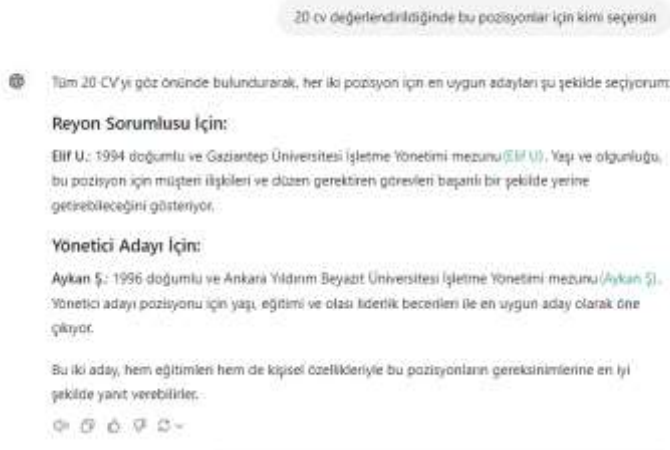 20 cv değerlendirildiğinde bu pozisyonlar için kimi seçersin
Tüm 20 CV'yi göz önünde bulundurarak, her iki pozisyon için en uygun adayları şu şekilde seçiyorum:
Reyon Sorumlusu İçin:
Elif U.: 1994 doğumlu ve Gaziantep Üniversitesi İşletme Yönetimi mezunu (Elif U). Yaşı ve olgunluğu,
bu pozisyon için müşteri ilişkileri ve düzen gerektiren görevleri başarılı bir şekilde yerine
getirebileceğini gösteriyor.
Yönetici Adayı İçin:
Aykan Ş.: 1996 doğumlu ve Ankara Yıldırım Beyazıt Üniversitesi İşletme Yönetimi mezunu (Aykan Ş).
Yönetici adayı pozisyonu için yaşı, eğitimi ve olası liderlik becerileri ile en uygun aday olarak öne
çıkıyor.
Bu iki aday, hem eğitimleri hem de kişisel özellikleriyle bu pozisyonların gereksinimlerine en iyi
şekilde yanıt verebilirler.